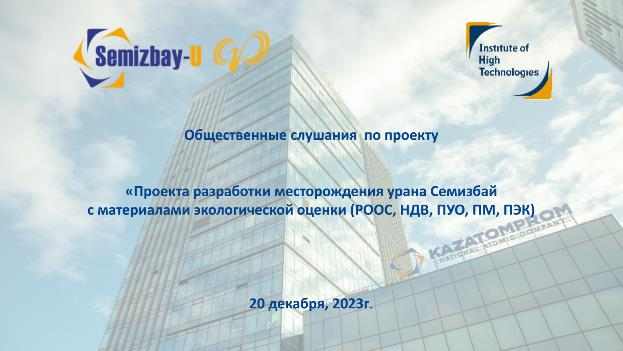 Semizbay-U
Institute of
High
Technologies
Общественные слушания по проекту
«Проекта разработки месторождения урана Семизбай
с материалами экологической оценки (РООС, НДВ, ПУО, ПМ, ПЭК)
KAZATOMPROM
NATIONAL ATOMIC COMPANY
20 декабря, 2023г.